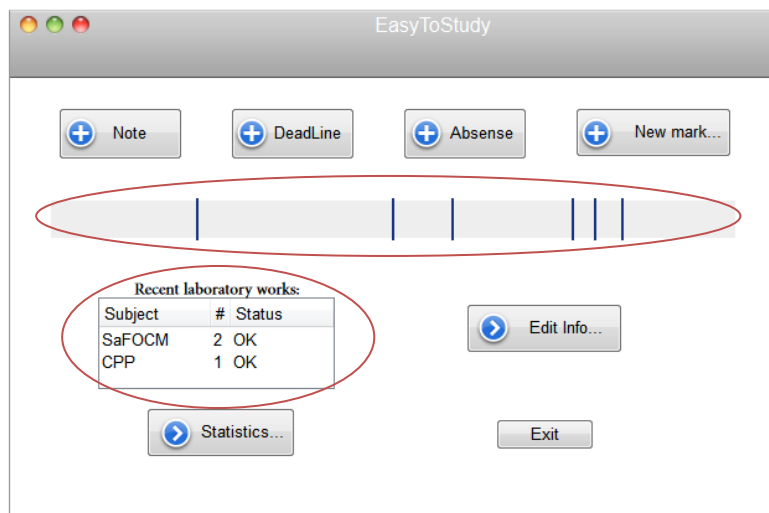 EasyToStudy
Note
DeadLine
Absense
New mark...
Recent laboratory works:
Subject # Status
SaFOCM 2 OK
CPP 1 OK
Edit Info...
Statistics...
Exit